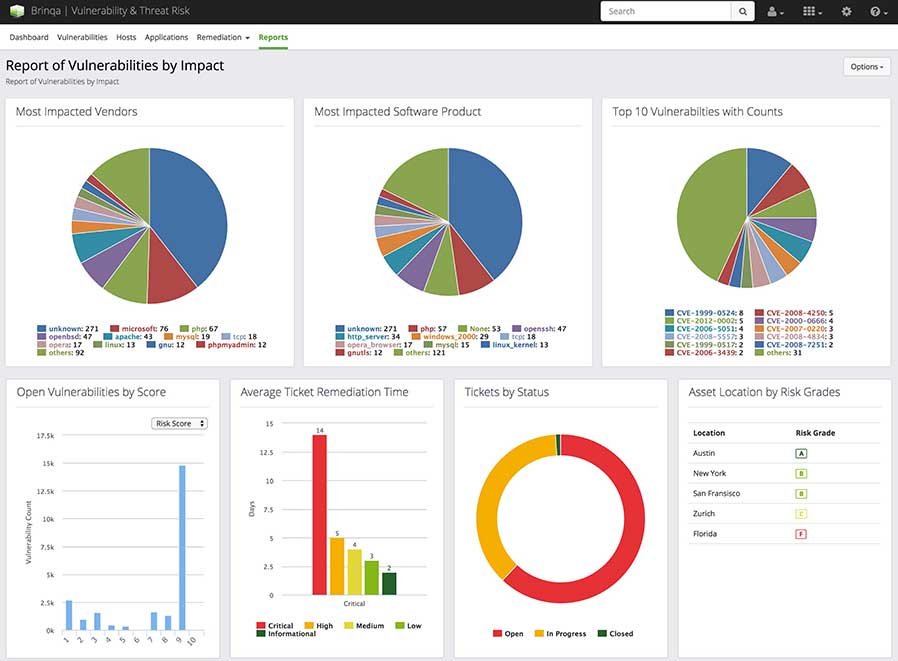 Brinqa | Vulnerability & Threat Risk
Search
Dashboard Vulnerabilities Hosts Applications Remediation Reports
Report of Vulnerabilities by Impact
Report of Vulnerabilities by Impact
Options
Most Impacted Vendors
unknown: 271 microsoft: 76 php: 67
openbsd: 47 apache: 43 mysql: 19 tcp: 18
opera: 17 linux: 13 gnu: 12 phpmyadmin: 12
others: 92
Most Impacted Software Product
unknown: 271 php: 57 None: 53 openssh: 47
http_server: 34 windows_2000: 29 tcp: 18
opera_browser: 17 mysql: 15 linux_kernel: 13
gnutls: 12 others: 121
Top 10 Vulnerabilties with Counts
CVE-1999-0524: 8 CVE-2008-4250: 5
CVE-2012-0002: 5 CVE-2000-0666: 4
CVE-2006-5051: 4 CVE-2007-0220: 3
CVE-2008-5557: 3 CVE-2008-4834: 3
CVE-1999-0517: 2 CVE-2008-7251: 2
CVE-2006-3439: 2 others: 31
Open Vulnerabilities by Score
Risk Score
17.5k
15k
12.5k
10k
7.5k
5k
2.5k
0k
Vulnerability Count
1 2 3 4 5 6 7 8 9 10
Average Ticket Remediation Time
15
12.5
10
7.5
5
2.5
0
Days
14
5
4
3
2
Critical
Critical High Medium Low
Informational
Tickets by Status
Open In Progress Closed
Asset Location by Risk Grades
Location Risk Grade
Austin A
New York B
San Fransisco B
Zurich C
Florida F